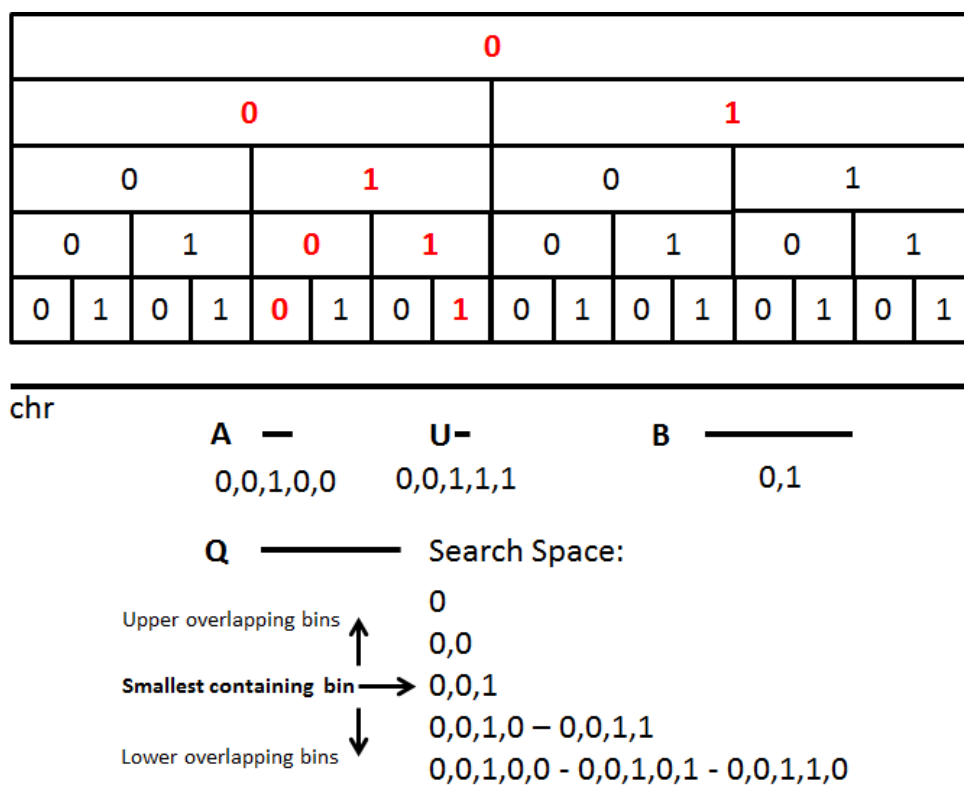 0
0 1
0 1 0 1
0 1 0 1 0 1 0 1
0 1 0 1 0 1 0 1 0 1 0 1 0 1 0 1
chr
A U B
0,0,1,0,0 0,0,1,1,1 0,1
Q Search Space:
0
Upper overlapping bins
0,0
Smallest containing bin 0,0,1
0,0,1,0 – 0,0,1,1
Lower overlapping bins
0,0,1,0,0 - 0,0,1,0,1 - 0,0,1,1,0